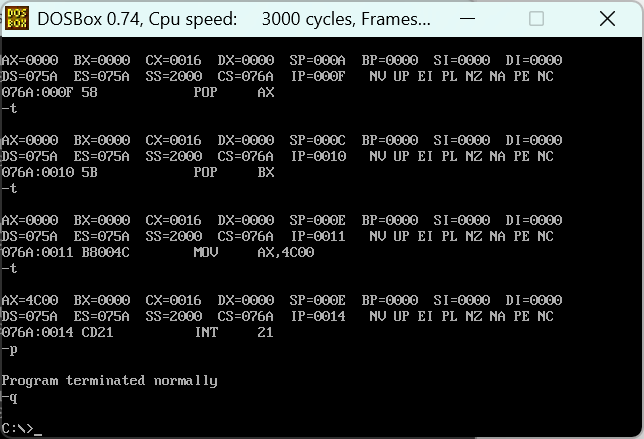 DOS
BOX
DOSBox 0.74, Cpu speed:    3000 cycles, Frames...
AX=0000  BX=0000  CX=0016  DX=0000  SP=000A  BP=0000  SI=0000  DI=0000
DS=075A  ES=075A  SS=2000  CS=076A  IP=000F   NV UP EI PL NZ NA PE NC
076A:000F 58            POP     AX
-t
AX=0000  BX=0000  CX=0016  DX=0000  SP=000C  BP=0000  SI=0000  DI=0000
DS=075A  ES=075A  SS=2000  CS=076A  IP=0010   NV UP EI PL NZ NA PE NC
076A:0010 5B            POP     BX
-t
AX=0000  BX=0000  CX=0016  DX=0000  SP=000E  BP=0000  SI=0000  DI=0000
DS=075A  ES=075A  SS=2000  CS=076A  IP=0011   NV UP EI PL NZ NA PE NC
076A:0011 B8004C        MOV     AX,4C00
-t
AX=4C00  BX=0000  CX=0016  DX=0000  SP=000E  BP=0000  SI=0000  DI=0000
DS=075A  ES=075A  SS=2000  CS=076A  IP=0014   NV UP EI PL NZ NA PE NC
076A:0014 CD21          INT     21
-p
Program terminated normally
-q
C:\>_